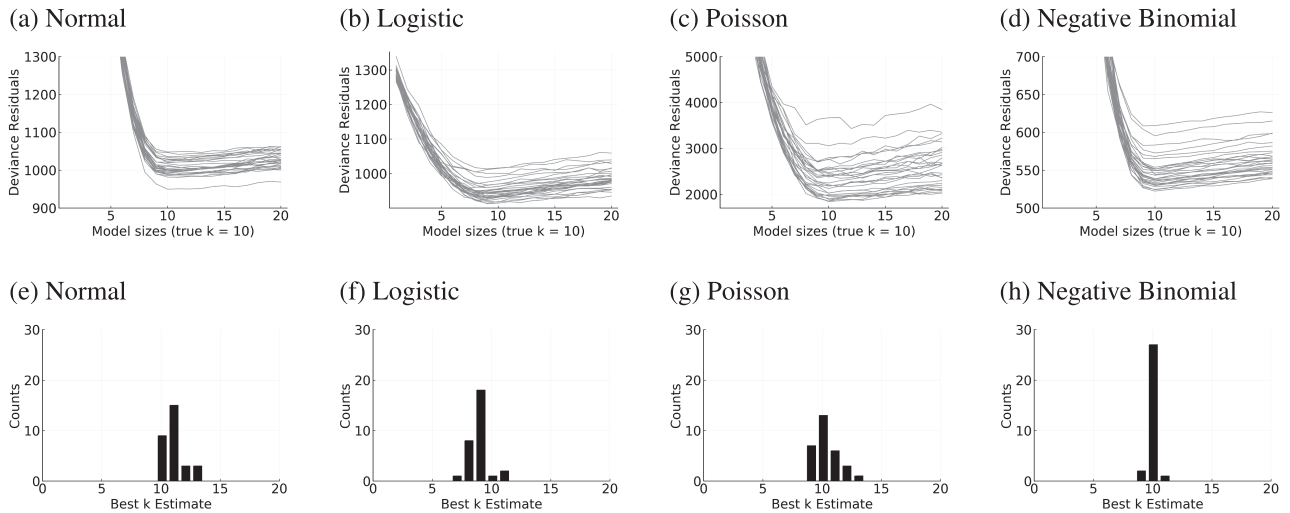 (a) Normal
(b) Logistic
(c) Poisson
(d) Negative Binomial
1300
1200
1100
1000
900
Deviance Residuals
5 10 15 20
Model sizes (true k = 10)
1300
1200
1100
1000
Deviance Residuals
5 10 15 20
Model sizes (true k = 10)
5000
4000
3000
2000
Deviance Residuals
5 10 15 20
Model sizes (true k = 10)
700
650
600
550
500
Deviance Residuals
5 10 15 20
Model sizes (true k = 10)
(e) Normal
(f) Logistic
(g) Poisson
(h) Negative Binomial
30
20
10
0
Counts
0 5 10 15 20
Best k Estimate
30
20
10
0
Counts
0 5 10 15 20
Best k Estimate
30
20
10
0
Counts
0 5 10 15 20
Best k Estimate
30
20
10
0
Counts
0 5 10 15 20
Best k Estimate